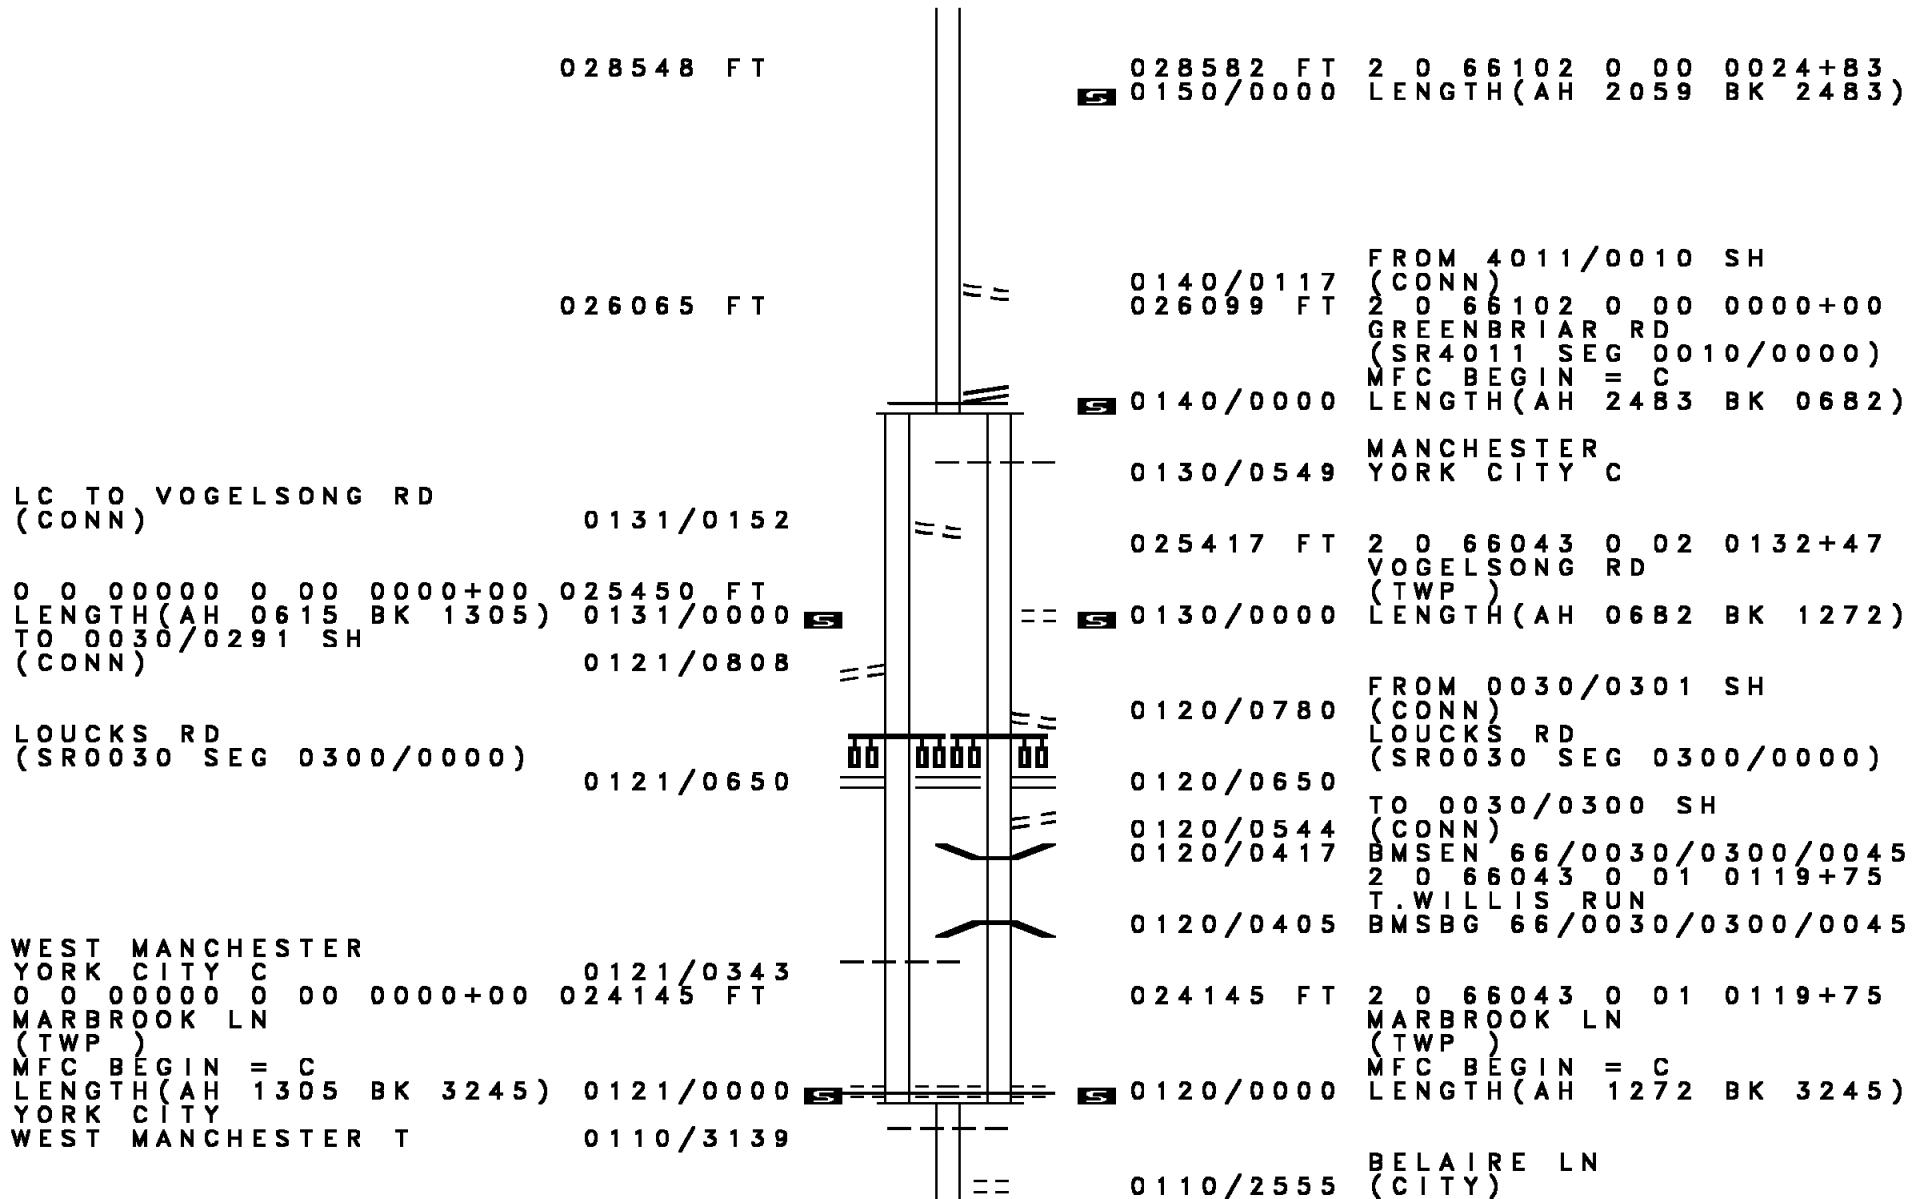 028548 FT 028582 FT 2 0 66102 0 00 0024+83
S 0150/0000 LENGTH(AH 2059 BK 2483)
FROM 4011/0010 SH
0140/0117 (CONN)
026065 FT 026099 FT 2 0 66102 0 00 0000+00
GREENBRIAR RD
(SR4011 SEG 0010/0000)
MFC BEGIN = C
S 0140/0000 LENGTH(AH 2483 BK 0682)
MANCHESTER
0130/0549 YORK CITY C
LC TO VOGELSONG RD
(CONN) 0131/0152
025417 FT 2 0 66043 0 02 0132+47
VOGELSONG RD
0 0 00000 0 00 0000+00 025450 FT (TWP )
LENGTH(AH 0615 BK 1305) 0131/0000 S S 0130/0000 LENGTH(AH 0682 BK 1272)
TO 0030/0291 SH
(CONN) 0121/0808
FROM 0030/0301 SH
0120/0780 (CONN)
LOUCKS RD LOUCKS RD
(SR0030 SEG 0300/0000) (SR0030 SEG 0300/0000)
0121/0650 0120/0650
TO 0030/0300 SH
0120/0544 (CONN)
0120/0417 BMSEN 66/0030/0300/0045
2 0 66043 0 01 0119+75
T.WILLIS RUN
0120/0405 BMSBG 66/0030/0300/0045
WEST MANCHESTER
YORK CITY C 0121/0343
0 0 00000 0 00 0000+00 024145 FT 024145 FT 2 0 66043 0 01 0119+75
MARBROOK LN MARBROOK LN
(TWP ) (TWP )
MFC BEGIN = C MFC BEGIN = C
LENGTH(AH 1305 BK 3245) 0121/0000 S S 0120/0000 LENGTH(AH 1272 BK 3245)
YORK CITY
WEST MANCHESTER T 0110/3139
BELAIRE LN
0110/2555 (CITY)